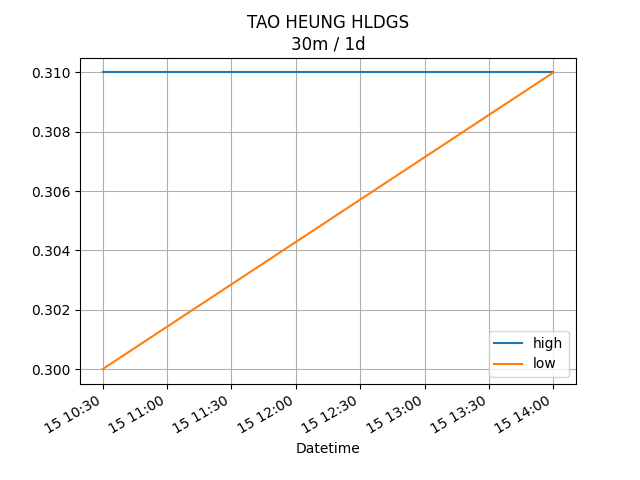 TAO HEUNG HLDGS
30m / 1d
0.310
0.308
0.306
0.304
0.302
0.300
high
low
15 10:30
15 11:00
15 11:30
15 12:00
15 12:30
15 13:00
15 13:30
15 14:00
Datetime